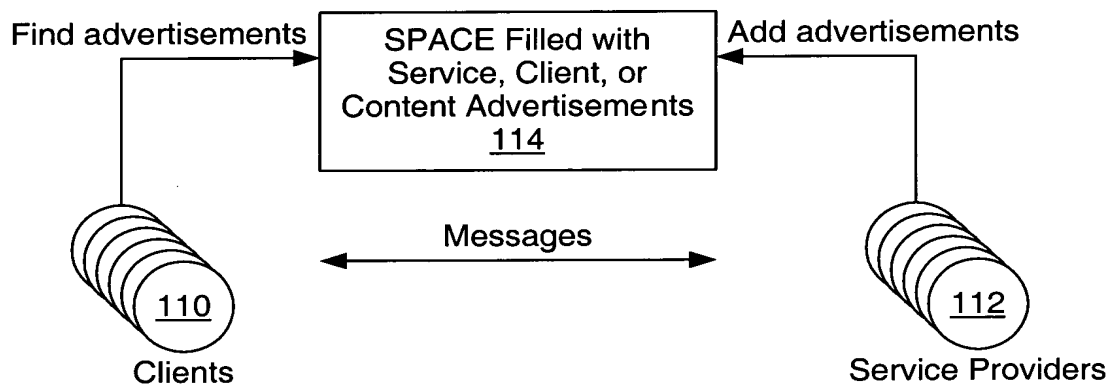 Find advertisements
SPACE Filled with
Service, Client, or
Content Advertisements
114
Add advertisements
Messages
110
Clients
112
Service Providers